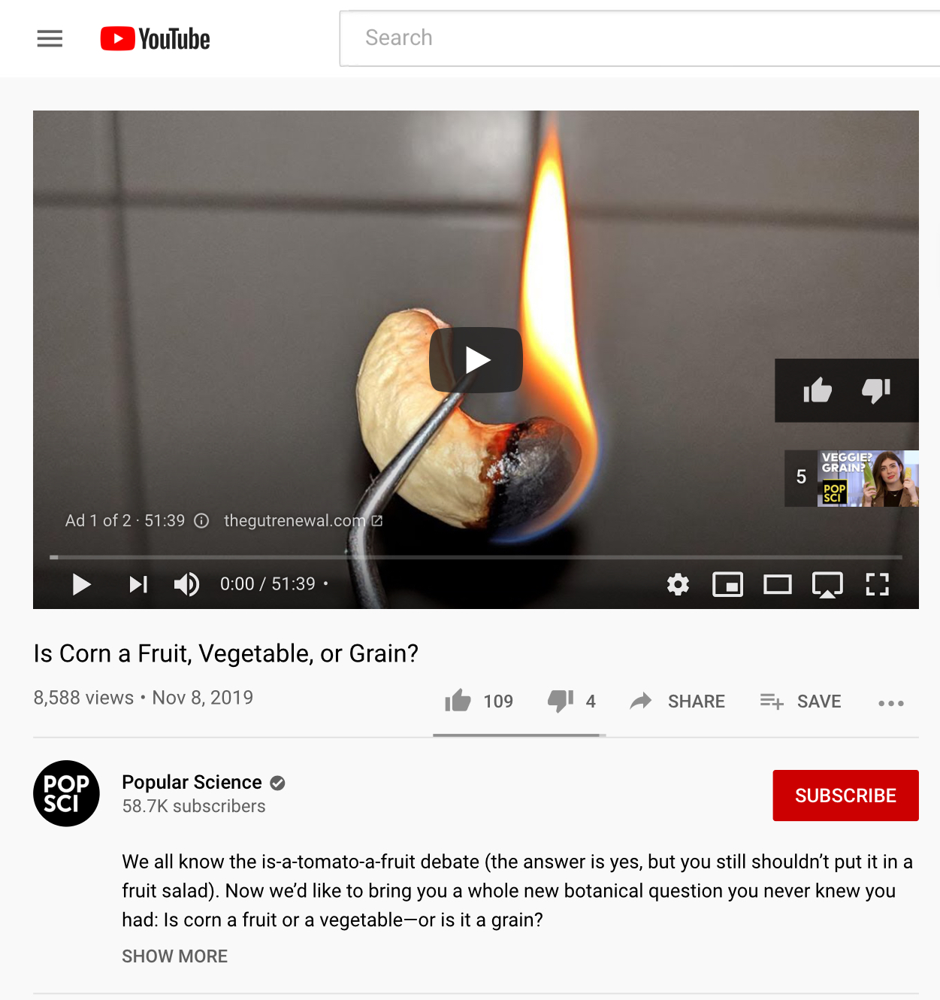 YouTube
Search
VEGGIE?
GRAIN?
5
POP
SCI
Ad 1 of 2 · 51:39 thegutrenewal.com
0:00 / 51:39 •
Is Corn a Fruit, Vegetable, or Grain?
8,588 views • Nov 8, 2019
109 4 SHARE SAVE
POP
SCI
Popular Science
58.7K subscribers
SUBSCRIBE
We all know the is-a-tomato-a-fruit debate (the answer is yes, but you still shouldn’t put it in a
fruit salad). Now we’d like to bring you a whole new botanical question you never knew you
had: Is corn a fruit or a vegetable—or is it a grain?
SHOW MORE